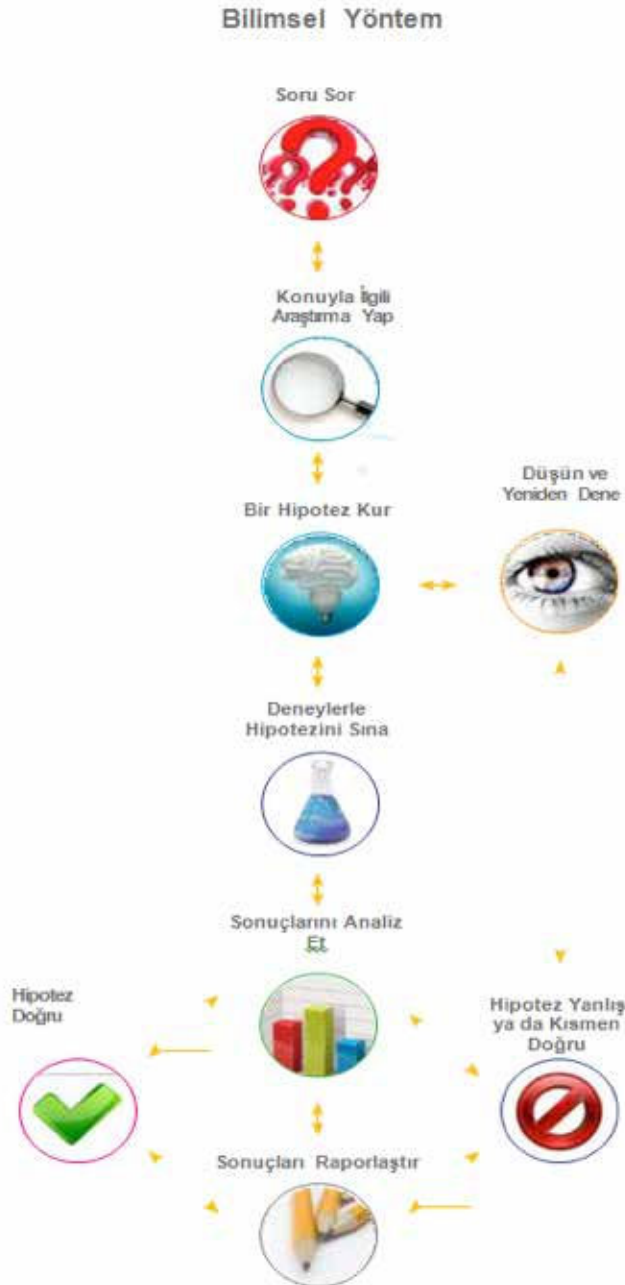 Bilimsel Yöntem
Soru Sor
Konuyla İlgili
Araştırma Yap
Bir Hipotez Kur
Düşün ve
Yeniden Dene
Deneylerle
Hipotezini Sına
Sonuçlarını Analiz
Et
Hipotez
Doğru
Hipotez Yanlış
ya da Kısmen
Doğru
Sonuçları Raporlaştır